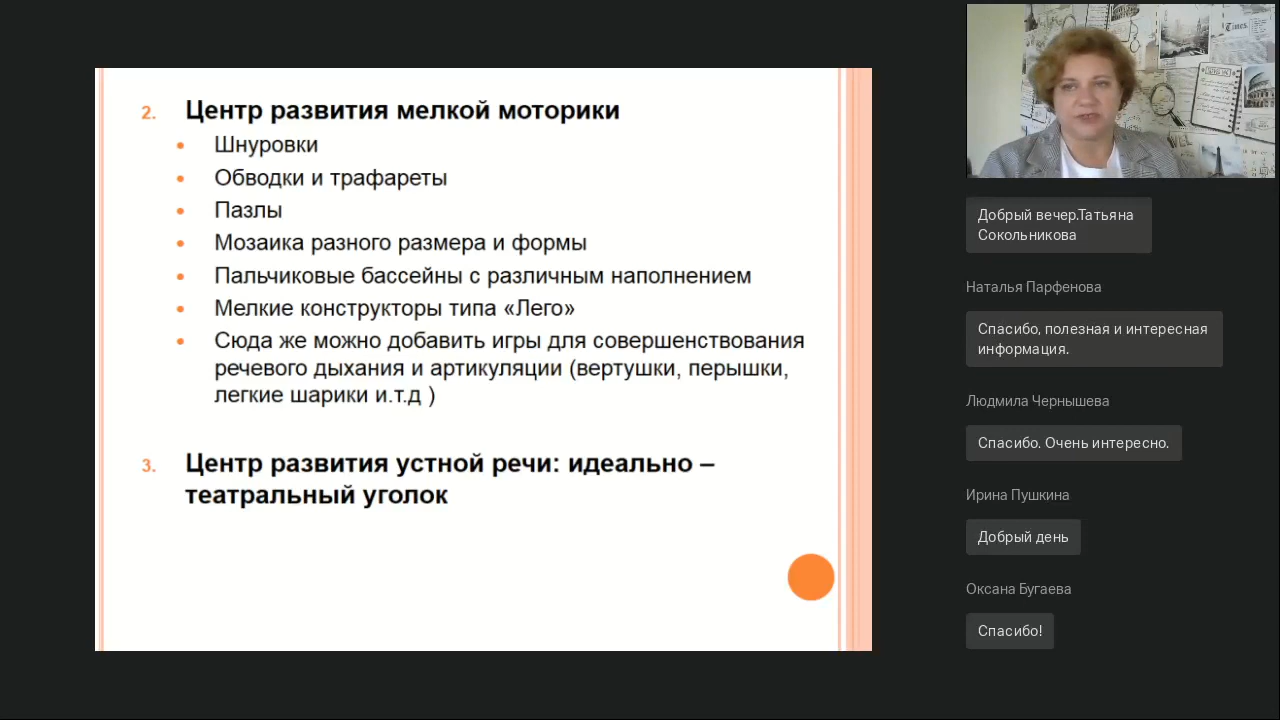 2. Центр развития мелкой моторики
• Шнуровки
• Обводки и трафареты
• Пазлы
• Мозаика разного размера и формы
• Пальчиковые бассейны с различным наполнением
• Мелкие конструкторы типа «Лего»
• Сюда же можно добавить игры для совершенствования
речевого дыхания и артикуляции (вертушки, перышки,
легкие шарики и.т.д )
3. Центр развития устной речи: идеально –
театральный уголок
Times
Добрый вечер.Татьяна
Сокольникова
Наталья Парфенова
Спасибо, полезная и интересная
информация.
Людмила Чернышева
Спасибо. Очень интересно.
Ирина Пушкина
Добрый день
Оксана Бугаева
Спасибо!